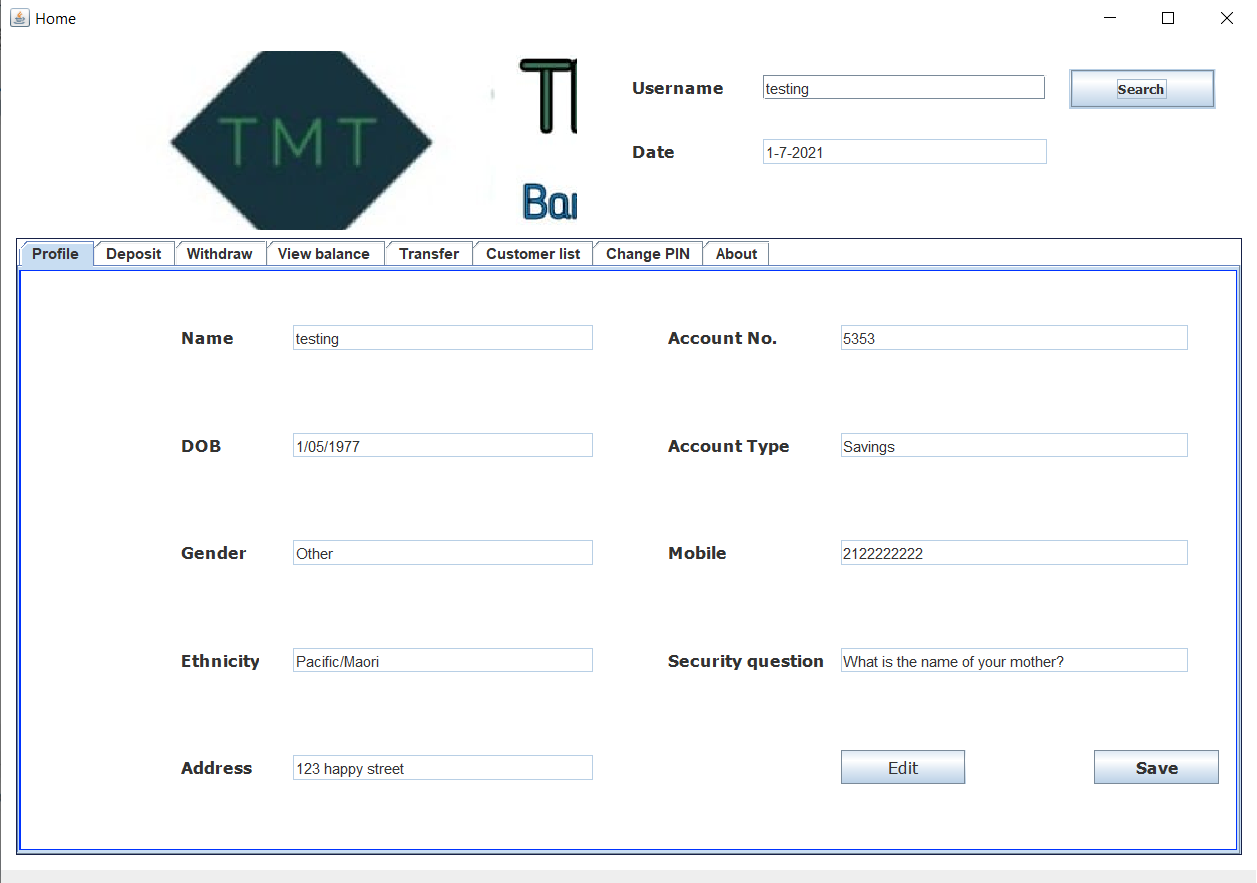 Home
TMT
Username testing Search
Date 1-7-2021
Profile Deposit Withdraw View balance Transfer Customer list Change PIN About
Name testing Account No. 5353
DOB 1/05/1977 Account Type Savings
Gender Other Mobile 2122222222
Ethnicity Pacific/Maori Security question What is the name of your mother?
Address 123 happy street Edit Save